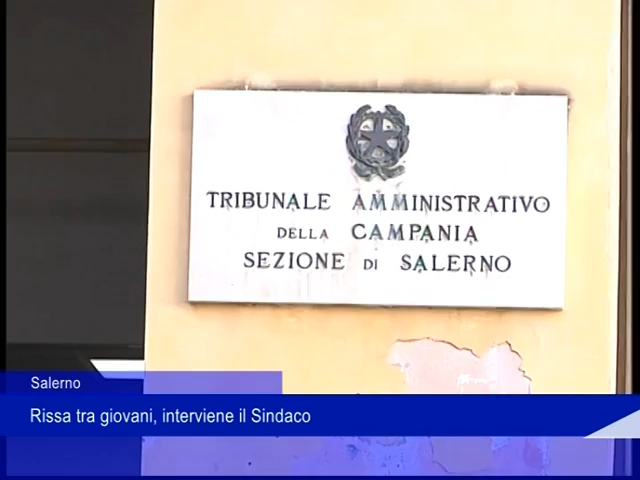 TRIBUNALE AMMINISTRATIVO
DELLA CAMPANIA
SEZIONE DI SALERNO
Salerno
Rissa tra giovani, interviene il Sindaco